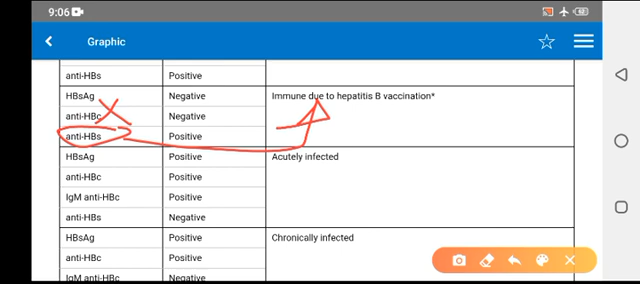 9:06 62
Graphic
anti-HBs Positive
HBsAg Negative Immune due to hepatitis B vaccination*
anti-HBc Negative
anti-HBs Positive
HBsAg Positive Acutely infected
anti-HBc Positive
IgM anti-HBc Positive
anti-HBs Negative
HBsAg Positive Chronically infected
anti-HBc Positive
IgM anti-HBc Negative